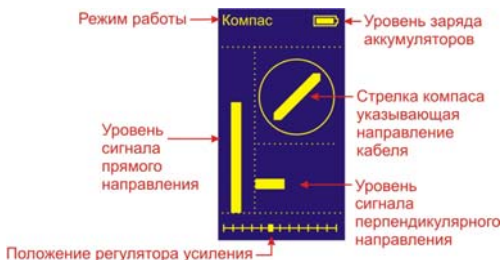 Режим работы
Компас
Уровень заряда
аккумуляторов
Стрелка компаса
указывающая
направление
кабеля
Уровень
сигнала
прямого
направления
Уровень
сигнала
перпендикулярного
направления
Положение регулятора усиления